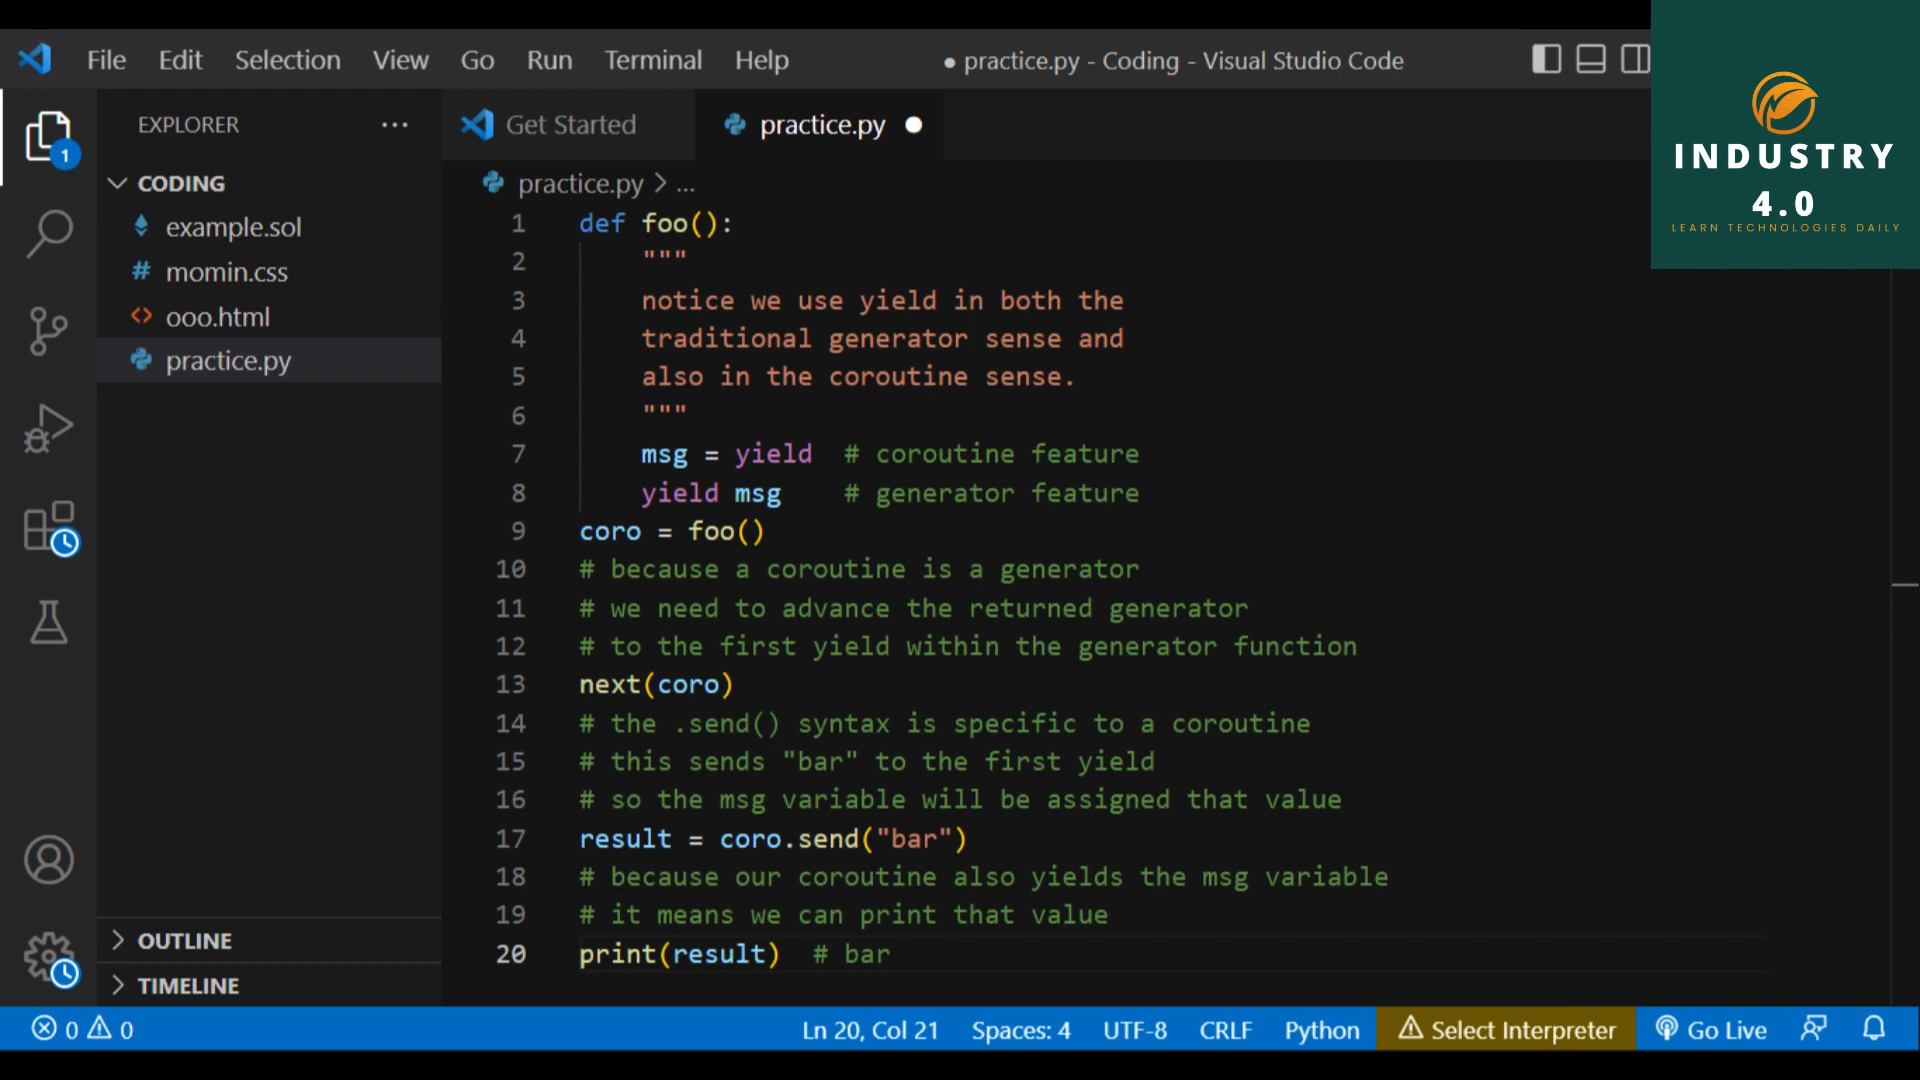 File Edit Selection View Go Run Terminal Help ● practice.py - Coding - Visual Studio Code
INDUSTRY
4.0
LEARN TECHNOLOGIES DAILY
EXPLORER ...
1
CODING
example.sol
# momin.css
<> ooo.html
practice.py
OUTLINE
TIMELINE
Get Started practice.py ●
practice.py > ...
1 def foo():
2     """
3     notice we use yield in both the
4     traditional generator sense and
5     also in the coroutine sense.
6     """
7     msg = yield  # coroutine feature
8     yield msg    # generator feature
9 coro = foo()
10 # because a coroutine is a generator
11 # we need to advance the returned generator
12 # to the first yield within the generator function
13 next(coro)
14 # the .send() syntax is specific to a coroutine
15 # this sends "bar" to the first yield
16 # so the msg variable will be assigned that value
17 result = coro.send("bar")
18 # because our coroutine also yields the msg variable
19 # it means we can print that value
20 print(result)  # bar
0 0 Ln 20, Col 21 Spaces: 4 UTF-8 CRLF Python Select Interpreter Go Live